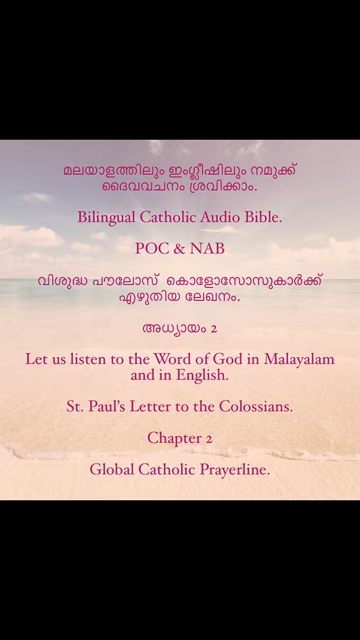 മലയാളത്തിലും ഇംഗ്ലീഷിലും നമുക്ക്
ദൈവവചനം ശ്രവിക്കാം.
Bilingual Catholic Audio Bible.
POC & NAB
വിശുദ്ധ പൗലോസ് കൊളോസോസുകാർക്ക്
എഴുതിയ ലേഖനം.
അധ്യായം 2
Let us listen to the Word of God in Malayalam
and in English.
St. Paul’s Letter to the Colossians.
Chapter 2
Global Catholic Prayerline.